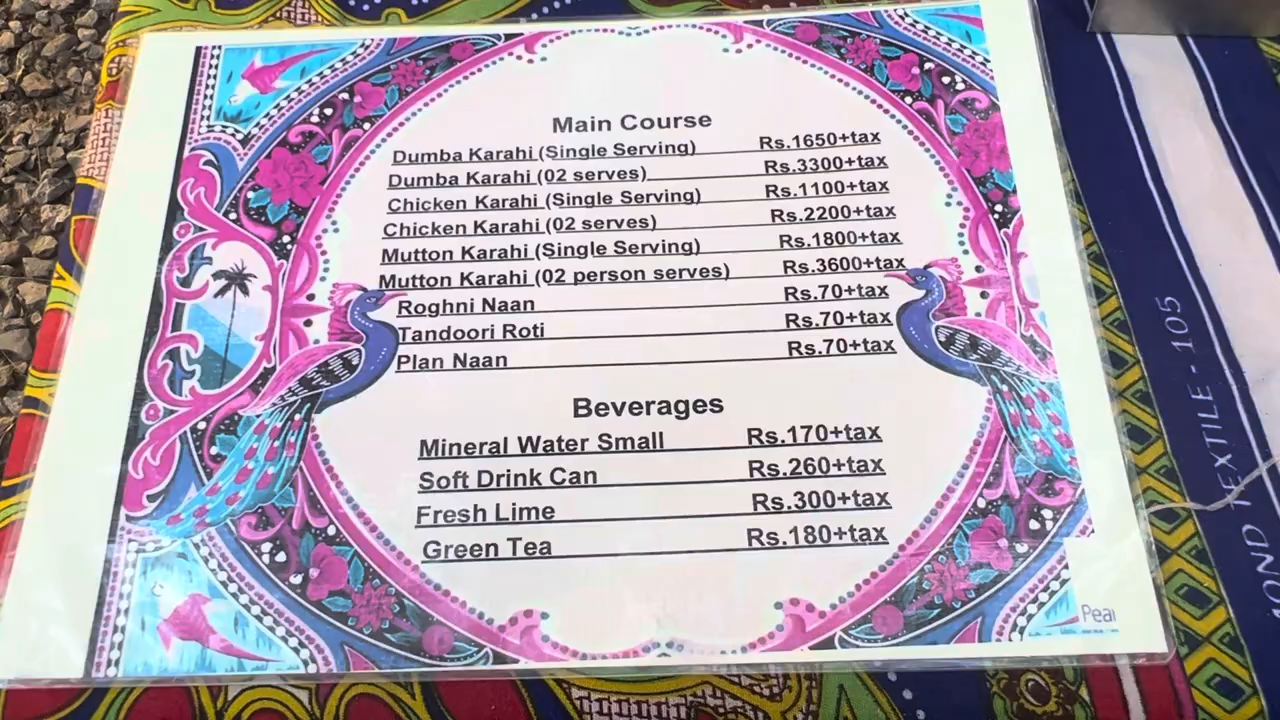 Main Course
Dumba Karahi (Single Serving) Rs.1650+tax
Dumba Karahi (02 serves) Rs.3300+tax
Chicken Karahi (Single Serving) Rs.1100+tax
Chicken Karahi (02 serves) Rs.2200+tax
Mutton Karahi (Single Serving) Rs.1800+tax
Mutton Karahi (02 person serves) Rs.3600+tax
Roghni Naan Rs.70+tax
Tandoori Roti Rs.70+tax
Plan Naan Rs.70+tax
Beverages
Mineral Water Small Rs.170+tax
Soft Drink Can Rs.260+tax
Fresh Lime Rs.300+tax
Green Tea Rs.180+tax
Pear
OND TEXTILE - 105